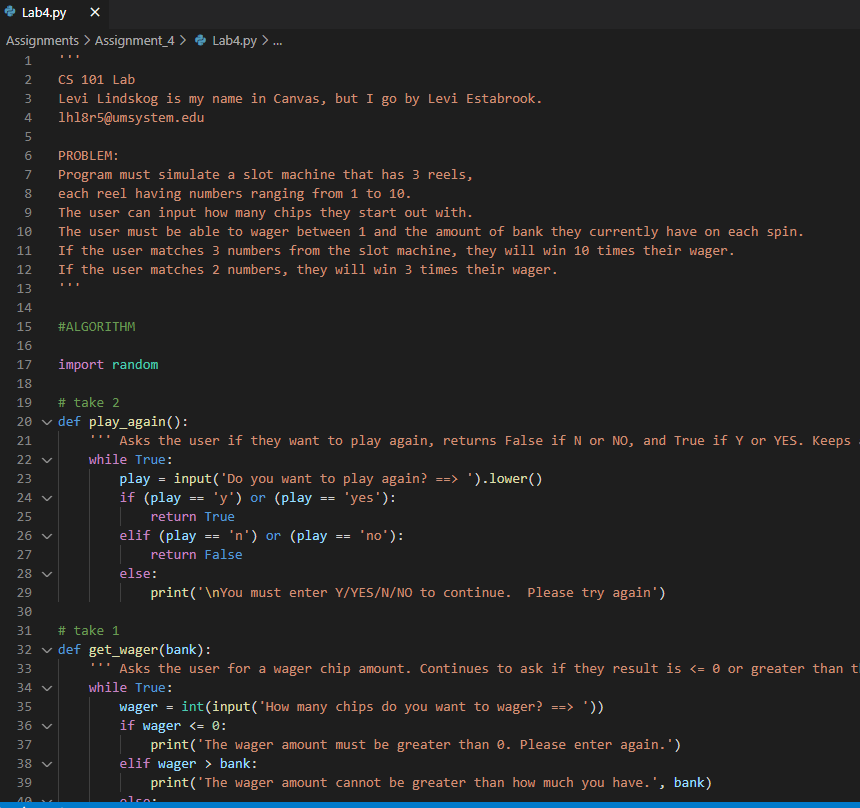 Lab4.py ×
Assignments > Assignment_4 > Lab4.py > ...
1 '''
2 CS 101 Lab
3 Levi Lindskog is my name in Canvas, but I go by Levi Estabrook.
4 lhl8r5@umsystem.edu
5
6 PROBLEM:
7 Program must simulate a slot machine that has 3 reels,
8 each reel having numbers ranging from 1 to 10.
9 The user can input how many chips they start out with.
10 The user must be able to wager between 1 and the amount of bank they currently have on each spin.
11 If the user matches 3 numbers from the slot machine, they will win 10 times their wager.
12 If the user matches 2 numbers, they will win 3 times their wager.
13 '''
14
15 #ALGORITHM
16
17 import random
18
19 # take 2
20 def play_again():
21     ''' Asks the user if they want to play again, returns False if N or NO, and True if Y or YES. Keeps
22     while True:
23         play = input('Do you want to play again? ==> ').lower()
24         if (play == 'y') or (play == 'yes'):
25             return True
26         elif (play == 'n') or (play == 'no'):
27             return False
28         else:
29             print('\nYou must enter Y/YES/N/NO to continue.  Please try again')
30
31 # take 1
32 def get_wager(bank):
33     ''' Asks the user for a wager chip amount. Continues to ask if they result is <= 0 or greater than
34     while True:
35         wager = int(input('How many chips do you want to wager? ==> '))
36         if wager <= 0:
37             print('The wager amount must be greater than 0. Please enter again.')
38         elif wager > bank:
39             print('The wager amount cannot be greater than how much you have.', bank)
40         else: